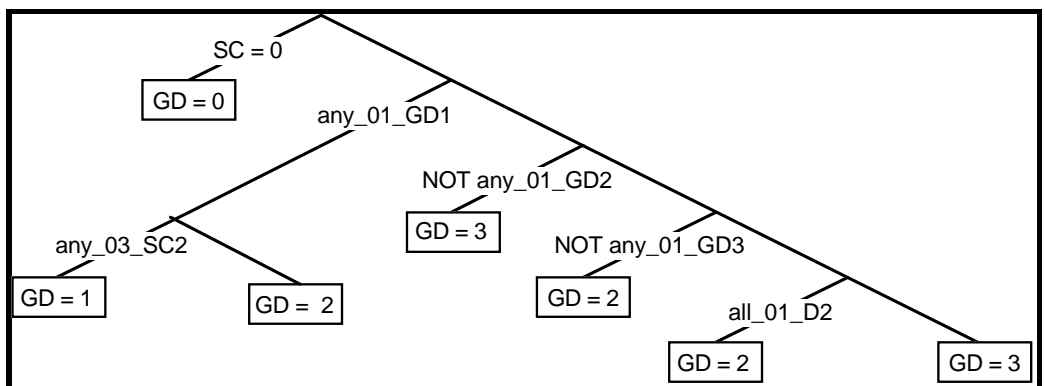 SC = 0
GD = 0
any_01_GD1
NOT any_01_GD2
GD = 3
any_03_SC2
NOT any_01_GD3
GD = 1
GD = 2
GD = 2
all_01_D2
GD = 2
GD = 3